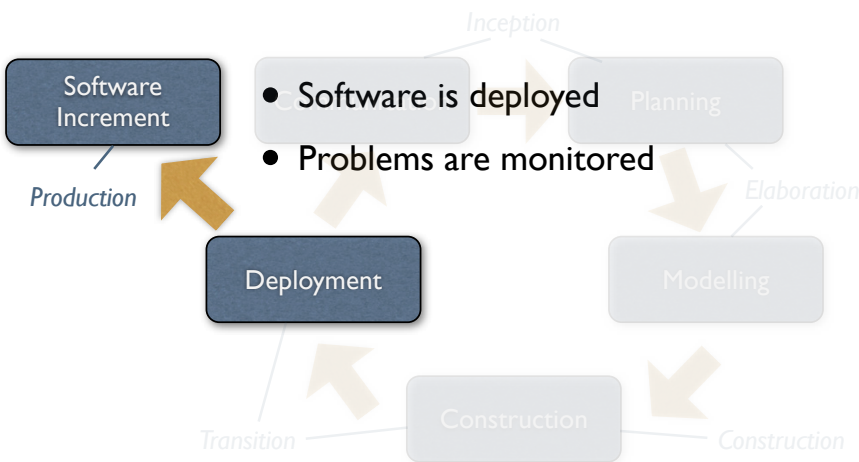 Inception
Software
Increment
• Software is deployed
Planning
• Problems are monitored
Production
Elaboration
Deployment
Modelling
Construction
Transition
Construction